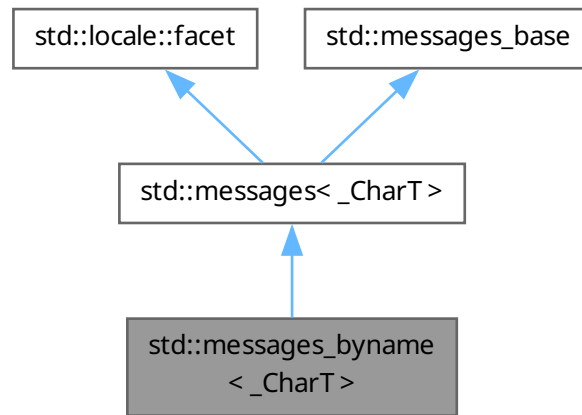 std::locale::facet
std::messages_base
std::messages< _CharT >
std::messages_byname
< _CharT >